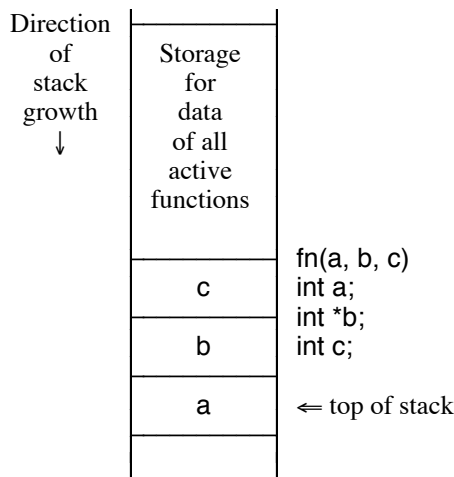 Direction
of
stack
growth
↓
Storage
for
data
of all
active
functions
fn(a, b, c)
int a;
int *b;
int c;
c
b
a
⇐ top of stack